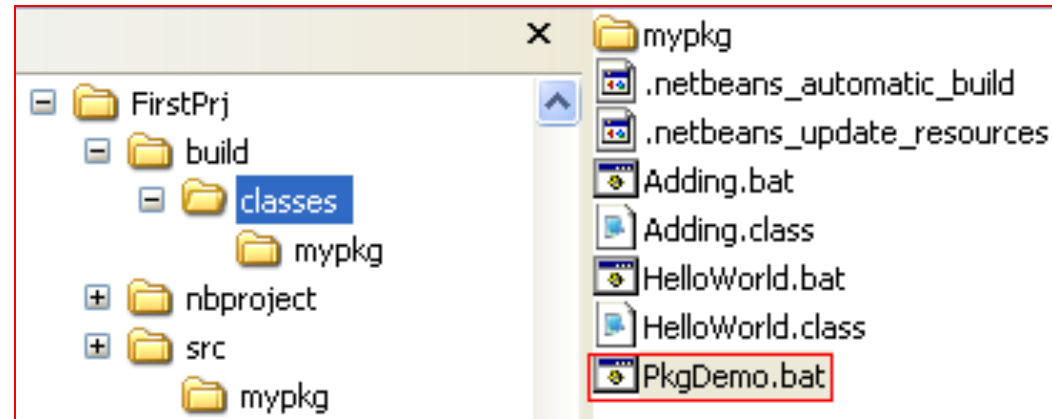 FirstPrj
build
classes
mypkg
nbproject
src
mypkg
mypkg
.netbeans_automatic_build
.netbeans_update_resources
Adding.bat
Adding.class
HelloWorld.bat
HelloWorld.class
PkgDemo.bat